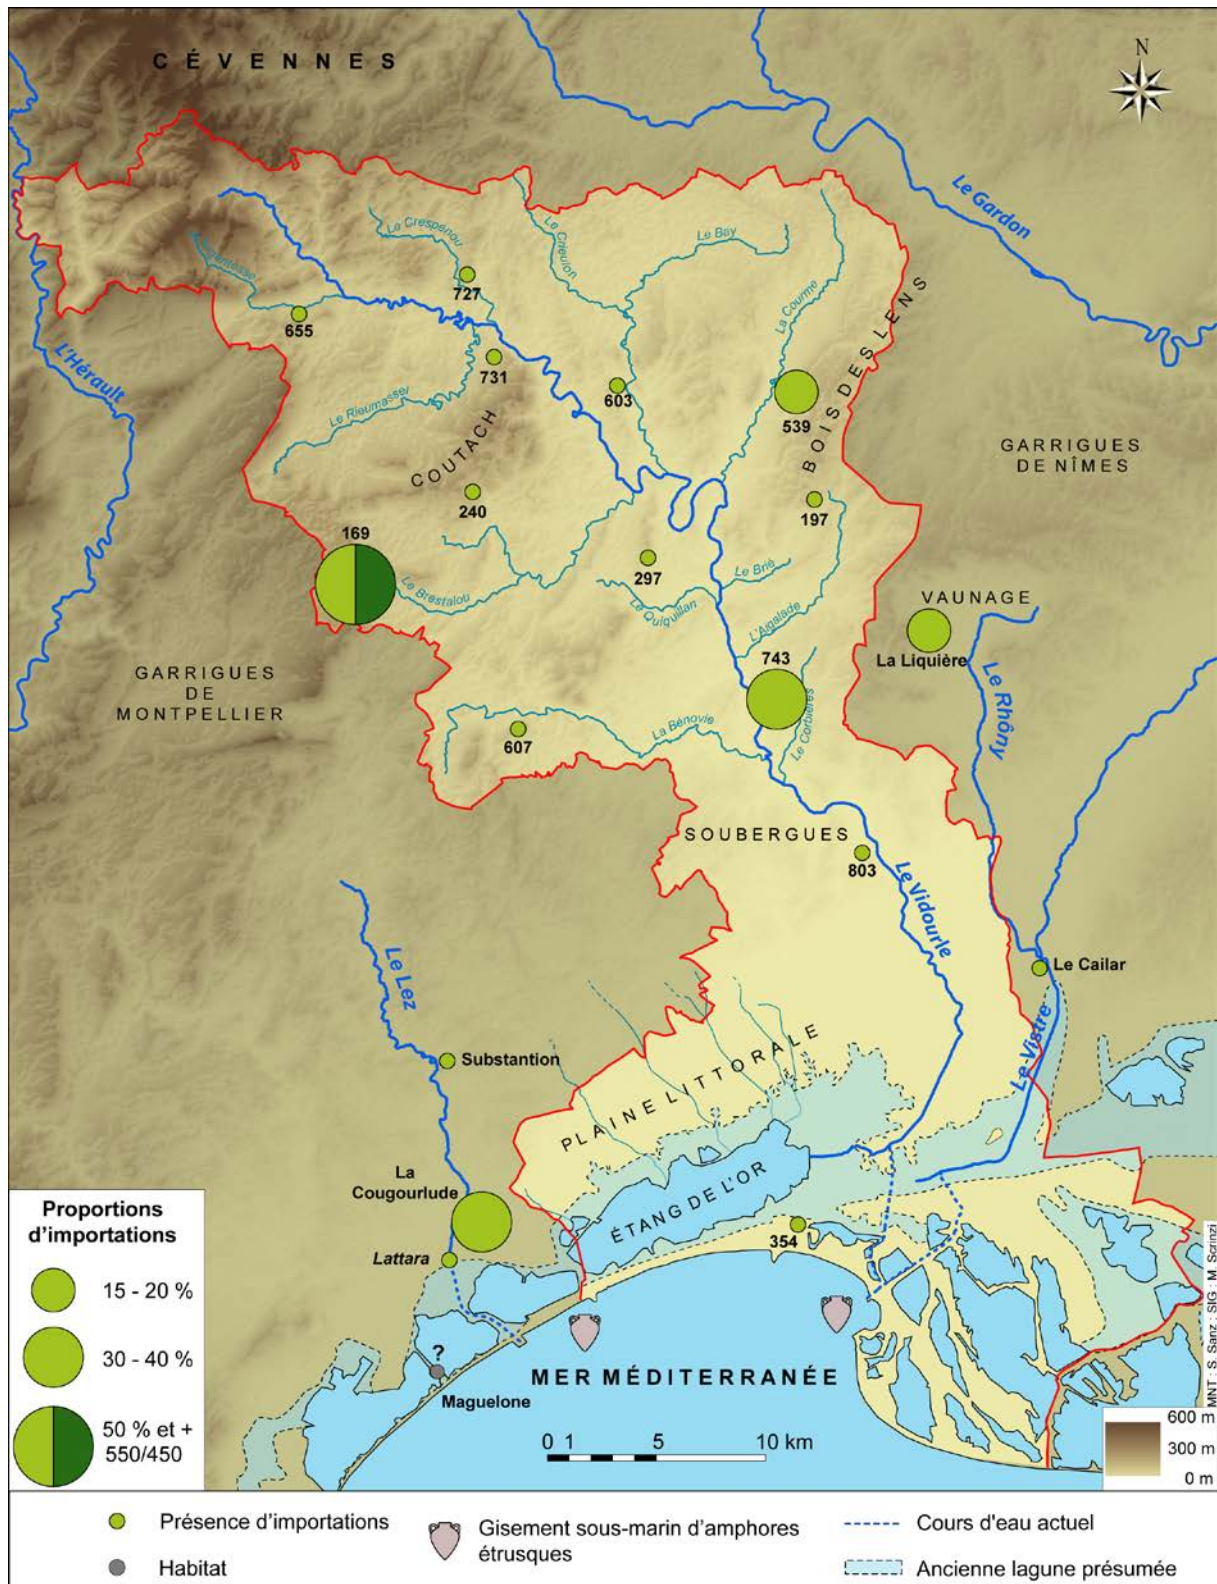 CÉVENNES
N
Le Gardon
Le Crespenou
Le Crieulon
Le Bay
La Courme
Argentesse
727
655
L'Hérault
731
603
539
BOIS DES LENS
Le Rieumassel
COUTACH
GARRIGUES
DE NÎMES
240
197
169
297
Le Brié
Le Brestalou
Le Quiquillan
L'Aigalade
VAUNAGE
La Liquière
743
GARRIGUES
DE
MONTPELLIER
Le Rhôny
Le Corbières
La Bénovie
607
SOUBERGUES
803
Le Vidourle
Le Lez
Le Cailar
Le Vistre
Substantion
PLAINE LITTORALE
La
Cougourlude
ÉTANG DE L'OR
Lattara
354
?
Maguelone
MER MÉDITERRANÉE
0 1 5 10 km
MNT : S. Sanz ; SIG : M. Scrinzi
600 m
300 m
0 m
Proportions
d'importations
15 - 20 %
30 - 40 %
50 % et +
550/450
Présence d'importations
Habitat
Gisement sous-marin d'amphores
étrusques
Cours d'eau actuel
Ancienne lagune présumée